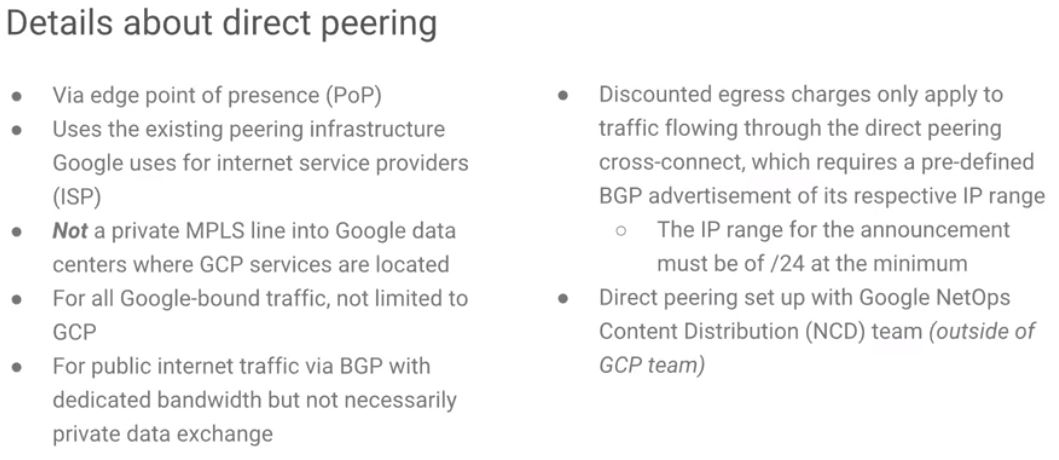 Details about direct peering
● Via edge point of presence (PoP)
● Uses the existing peering infrastructure
Google uses for internet service providers
(ISP)
● Not a private MPLS line into Google data
centers where GCP services are located
● For all Google-bound traffic, not limited to
GCP
● For public internet traffic via BGP with
dedicated bandwidth but not necessarily
private data exchange
● Discounted egress charges only apply to
traffic flowing through the direct peering
cross-connect, which requires a pre-defined
BGP advertisement of its respective IP range
○ The IP range for the announcement
must be of /24 at the minimum
● Direct peering set up with Google NetOps
Content Distribution (NCD) team (outside of
GCP team)